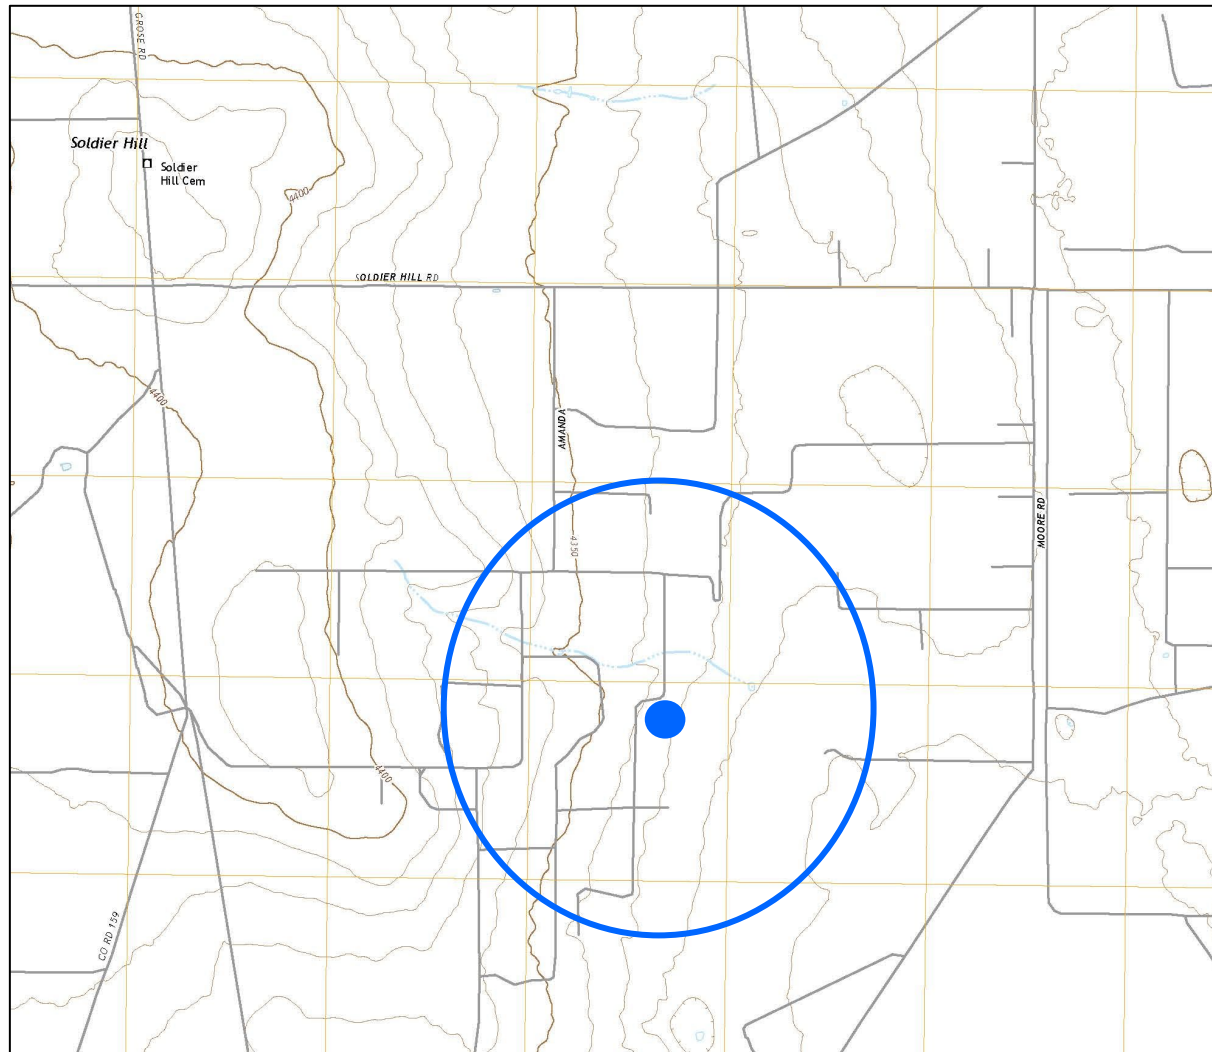 GROSE RD
Soldier Hill
Soldier
Hill Cem
4400
SOLDIER HILL RD
4400
AMANDA
MOORE RD
4350
4400
CO RD 159